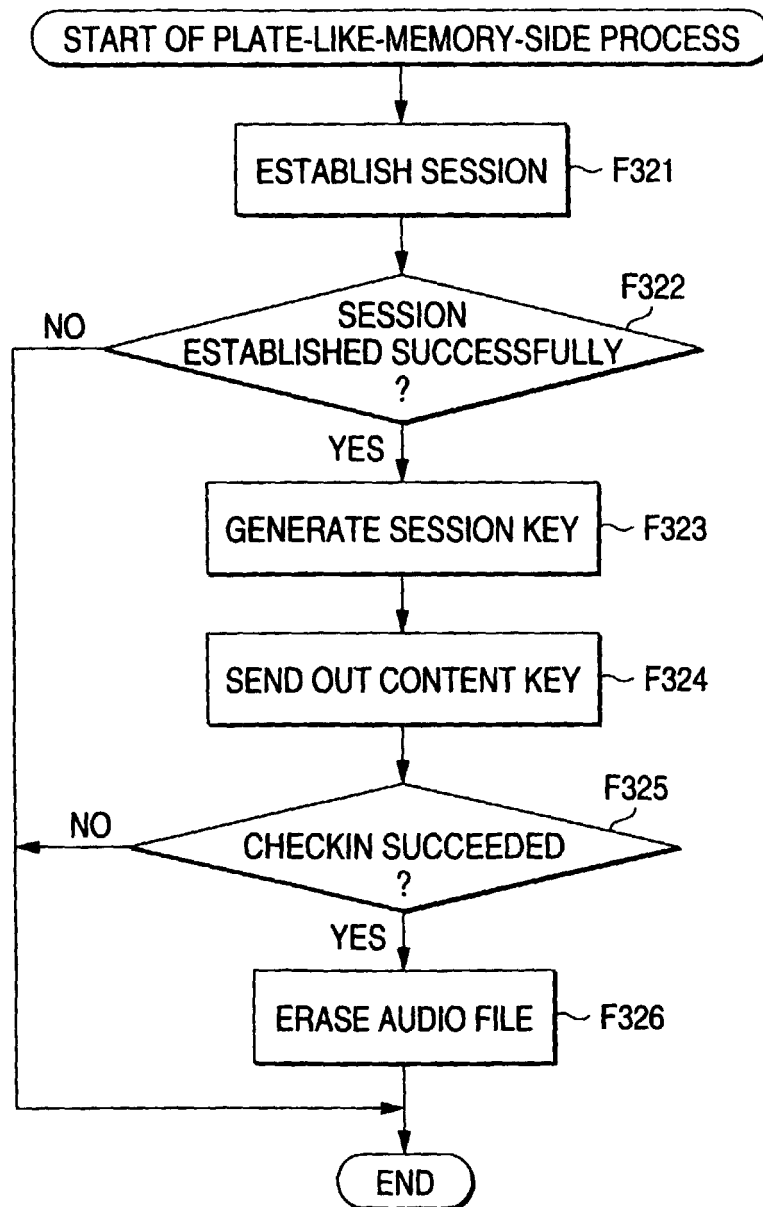 START OF PLATE-LIKE-MEMORY-SIDE PROCESS
ESTABLISH SESSION
F321
F322
NO
SESSION
ESTABLISHED SUCCESSFULLY
?
YES
GENERATE SESSION KEY
F323
SEND OUT CONTENT KEY
F324
F325
NO
CHECKIN SUCCEEDED
?
YES
ERASE AUDIO FILE
F326
END